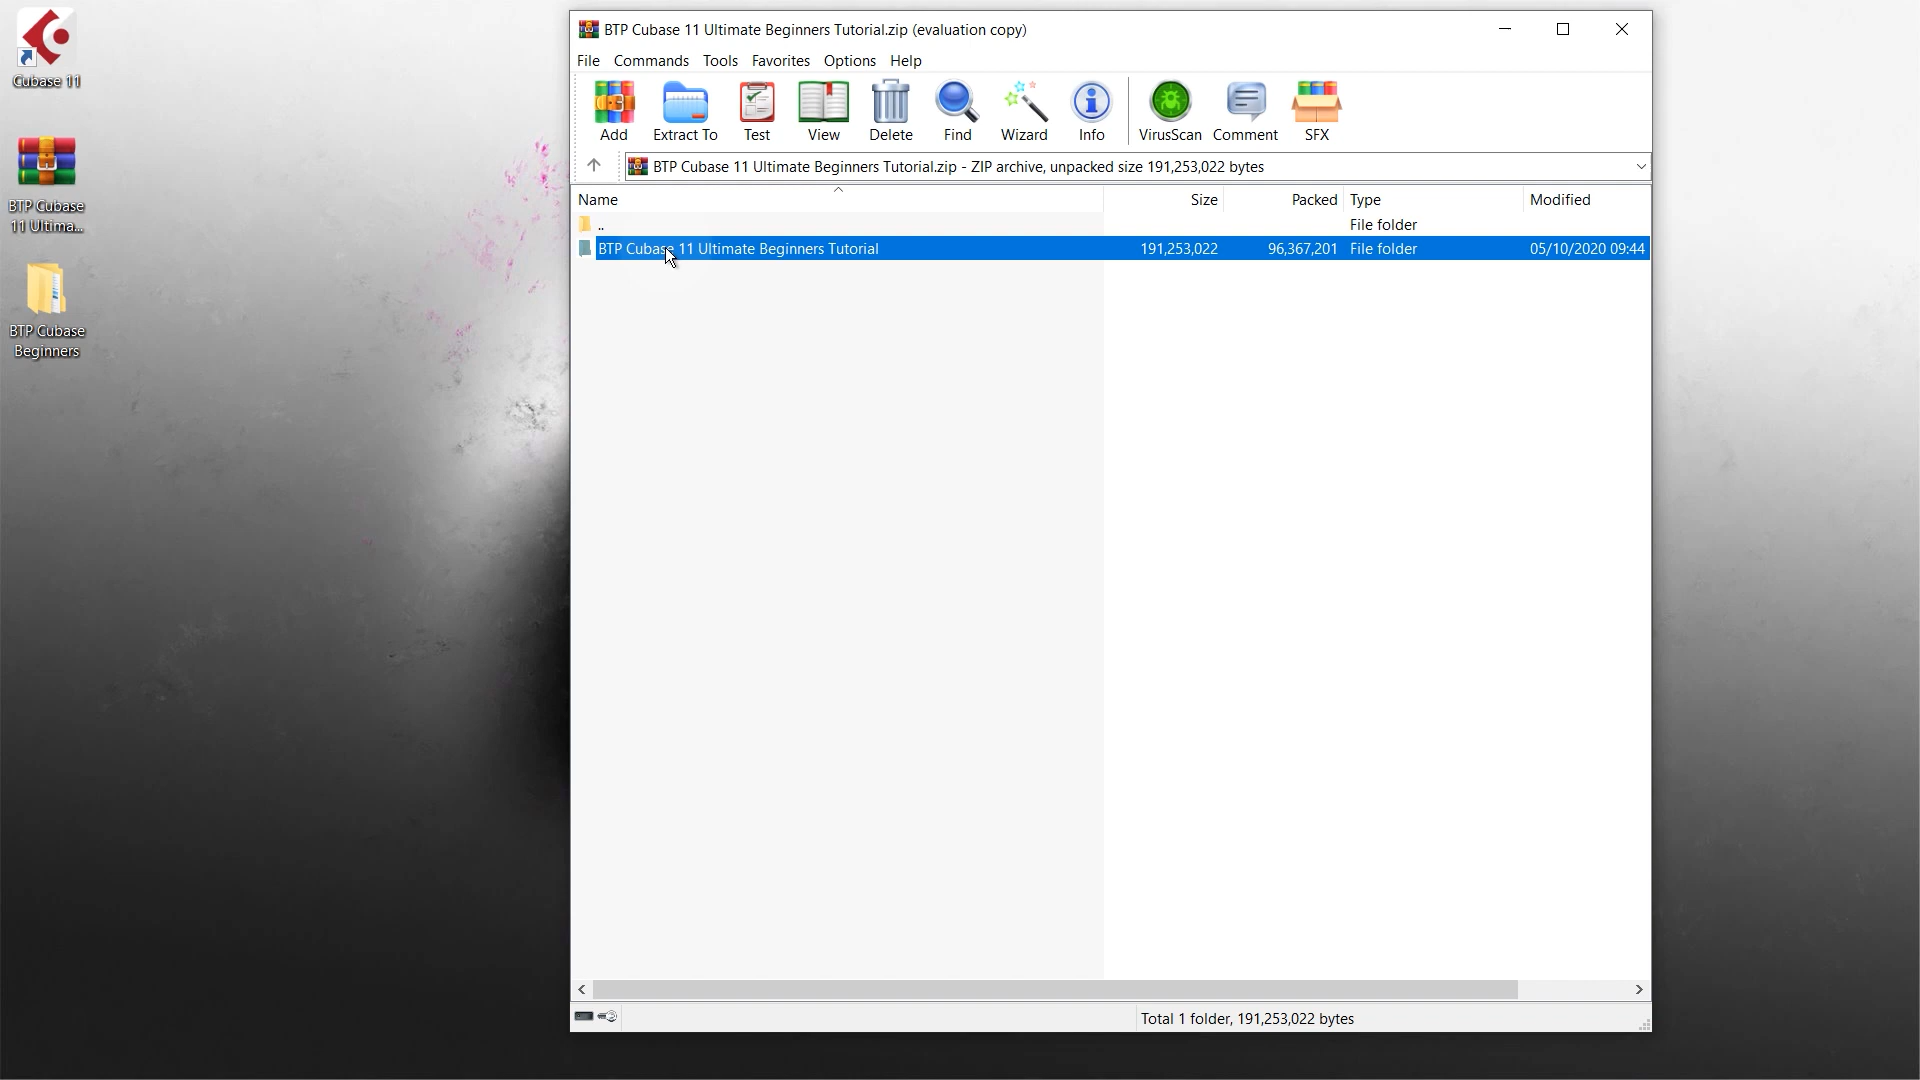 Cubase 11
BTP Cubase
11 Ultima...
BTP Cubase
Beginners
BTP Cubase 11 Ultimate Beginners Tutorial.zip (evaluation copy)
File Commands Tools Favorites Options Help
Add Extract To Test View Delete Find Wizard Info VirusScan Comment SFX
BTP Cubase 11 Ultimate Beginners Tutorial.zip - ZIP archive, unpacked size 191,253,022 bytes
Name Size Packed Type Modified
.. File folder
BTP Cubase 11 Ultimate Beginners Tutorial 191,253,022 96,367,201 File folder 05/10/2020 09:44
Total 1 folder, 191,253,022 bytes